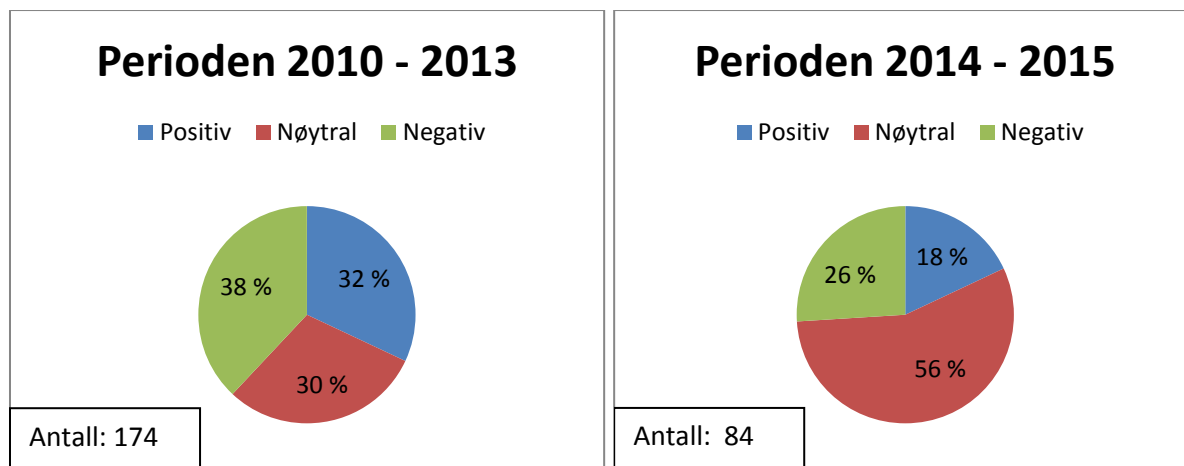 Perioden 2010 - 2013
Positiv Nøytral Negativ
32 %
38 %
30 %
Antall: 174
Perioden 2014 - 2015
Positiv Nøytral Negativ
18 %
26 %
56 %
Antall: 84